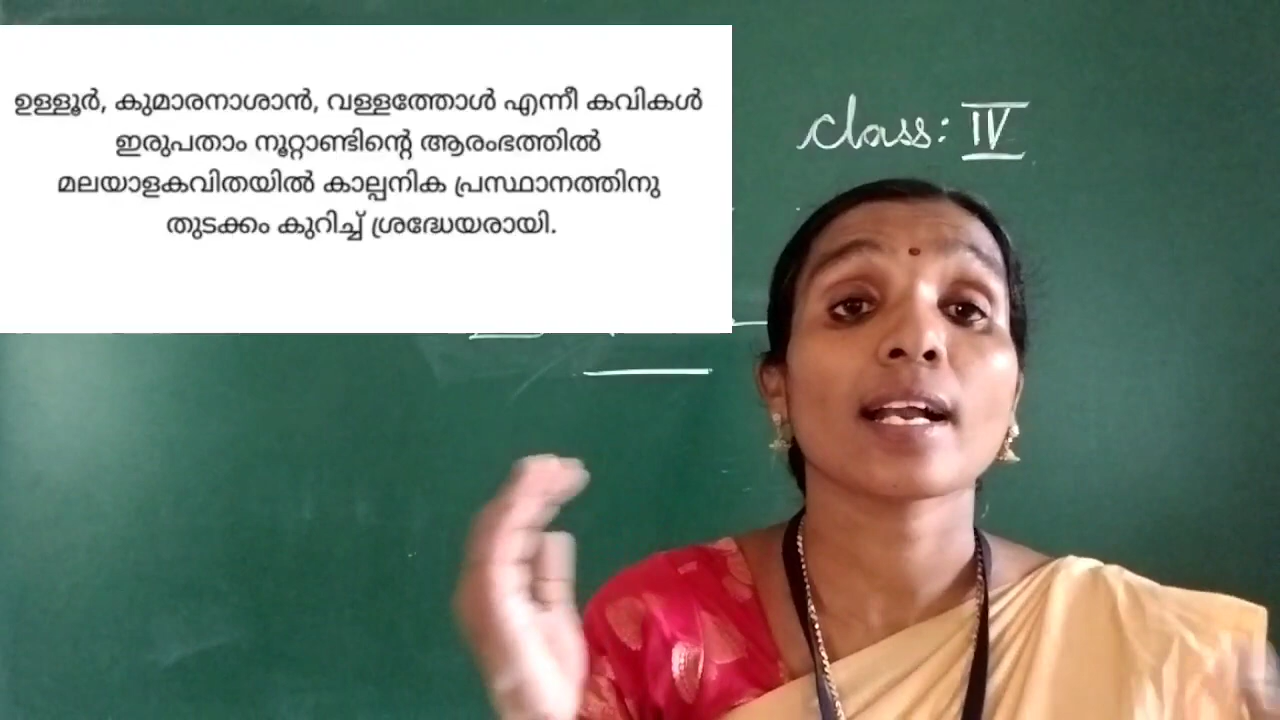 ഉള്ളൂർ, കുമാരനാശാൻ, വള്ളത്തോൾ എന്നീ കവികൾ
ഇരുപതാം നൂറ്റാണ്ടിന്റെ ആരംഭത്തിൽ
മലയാളകവിതയിൽ കാല്പനിക പ്രസ്ഥാനത്തിനു
തുടക്കം കുറിച്ച് ശ്രദ്ധേയരായി.
class: IV